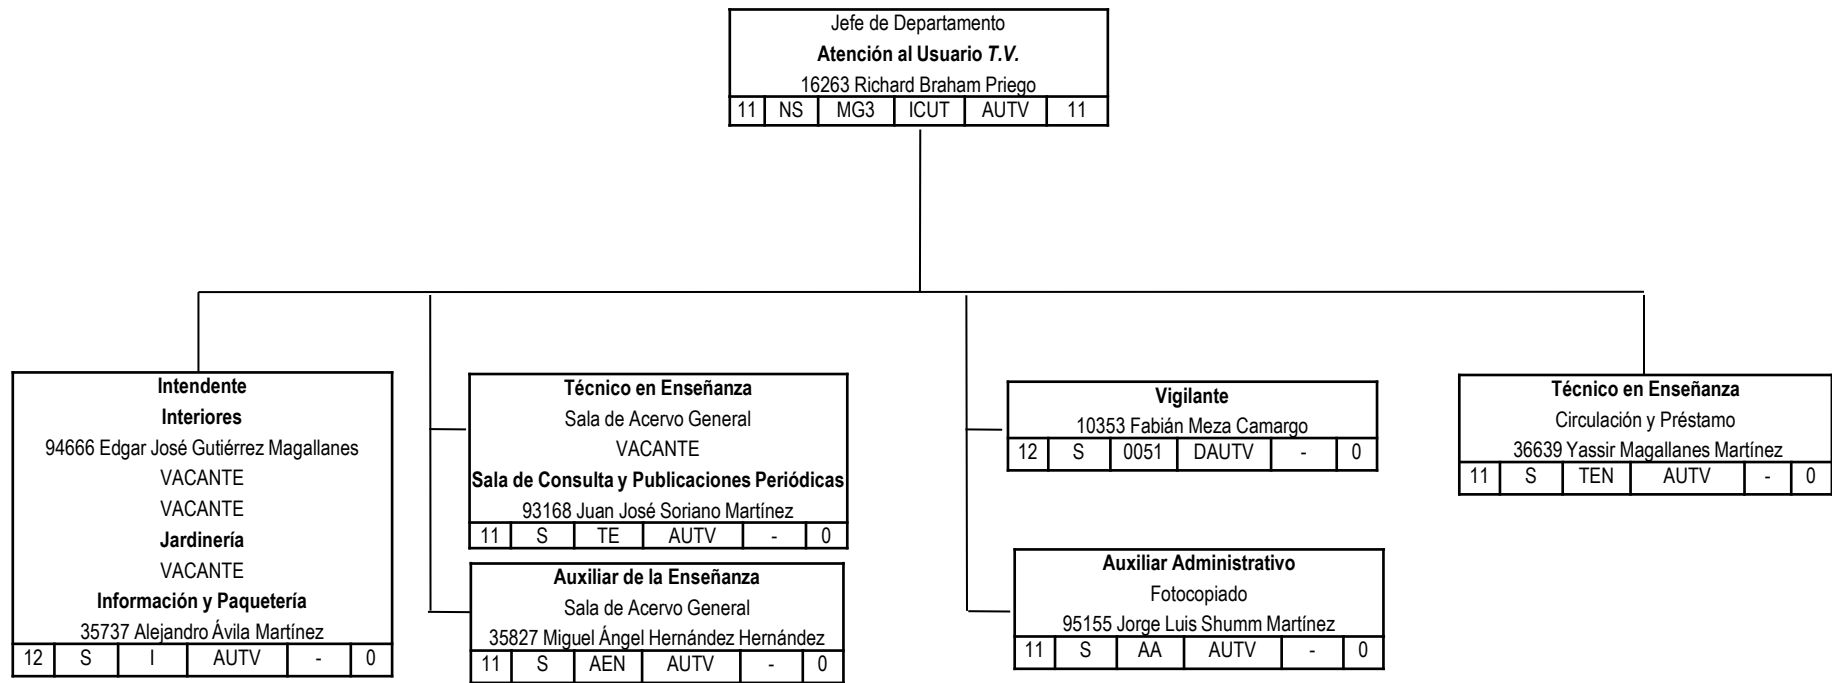 Jefe de Departamento
Atención al Usuario T.V.
16263 Richard Braham Priego
11 NS MG3 ICUT AUTV 11
Intendente
Interiores
94666 Edgar José Gutiérrez Magallanes
VACANTE
VACANTE
Jardinería
VACANTE
Información y Paquetería
35737 Alejandro Ávila Martínez
12 S I AUTV - 0
Técnico en Enseñanza
Sala de Acervo General
VACANTE
Sala de Consulta y Publicaciones Periódicas
93168 Juan José Soriano Martínez
11 S TE AUTV - 0
Auxiliar de la Enseñanza
Sala de Acervo General
35827 Miguel Ángel Hernández Hernández
11 S AEN AUTV - 0
Vigilante
10353 Fabián Meza Camargo
12 S 0051 DAUTV - 0
Auxiliar Administrativo
Fotocopiado
95155 Jorge Luis Shumm Martínez
11 S AA AUTV - 0
Técnico en Enseñanza
Circulación y Préstamo
36639 Yassir Magallanes Martínez
11 S TEN AUTV - 0